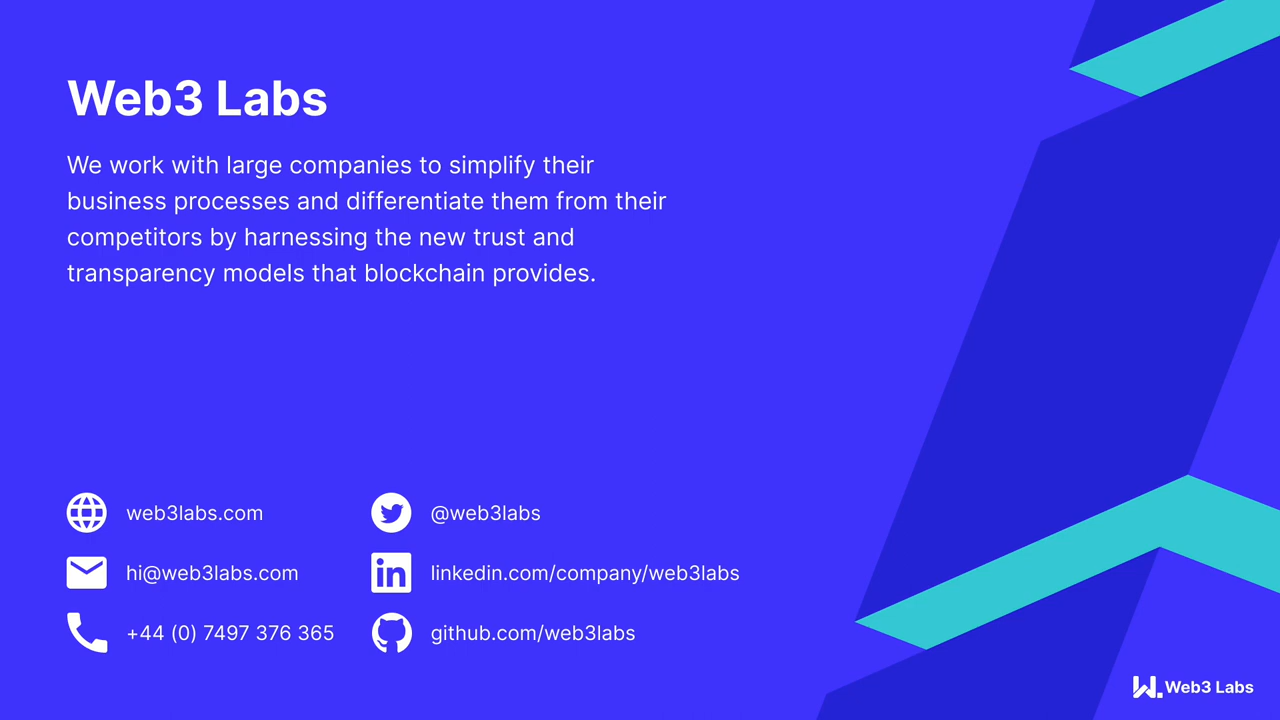 Web3 Labs
We work with large companies to simplify their
business processes and differentiate them from their
competitors by harnessing the new trust and
transparency models that blockchain provides.
web3labs.com
@web3labs
hi@web3labs.com
linkedin.com/company/web3labs
+44 (0) 7497 376 365
github.com/web3labs
W. Web3 Labs